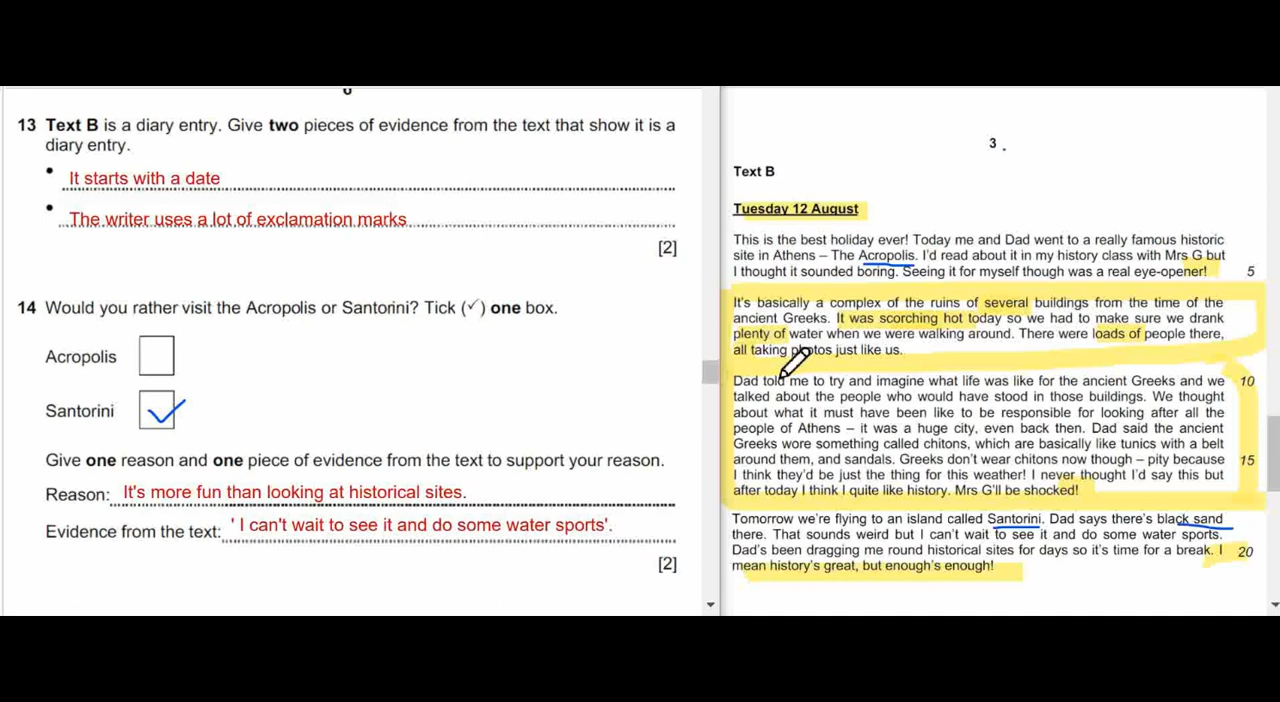 13 Text B is a diary entry. Give two pieces of evidence from the text that show it is a
diary entry.
• It starts with a date
• The writer uses a lot of exclamation marks
[2]
14 Would you rather visit the Acropolis or Santorini? Tick (✓) one box.
Acropolis
Santorini ✓
Give one reason and one piece of evidence from the text to support your reason.
Reason: It's more fun than looking at historical sites.
Evidence from the text: ' I can't wait to see it and do some water sports'.
[2]
3 .
Text B
Tuesday 12 August
This is the best holiday ever! Today me and Dad went to a really famous historic
site in Athens – The Acropolis. I'd read about it in my history class with Mrs G but
I thought it sounded boring. Seeing it for myself though was a real eye-opener! 5
It's basically a complex of the ruins of several buildings from the time of the
ancient Greeks. It was scorching hot today so we had to make sure we drank
plenty of water when we were walking around. There were loads of people there,
all taking photos just like us.
Dad told me to try and imagine what life was like for the ancient Greeks and we 10
talked about the people who would have stood in those buildings. We thought
about what it must have been like to be responsible for looking after all the
people of Athens – it was a huge city, even back then. Dad said the ancient
Greeks wore something called chitons, which are basically like tunics with a belt
around them, and sandals. Greeks don't wear chitons now though – pity because 15
I think they'd be just the thing for this weather! I never thought I'd say this but
after today I think I quite like history. Mrs G'll be shocked!
Tomorrow we're flying to an island called Santorini. Dad says there's black sand
there. That sounds weird but I can't wait to see it and do some water sports.
Dad's been dragging me round historical sites for days so it's time for a break. I 20
mean history's great, but enough's enough!